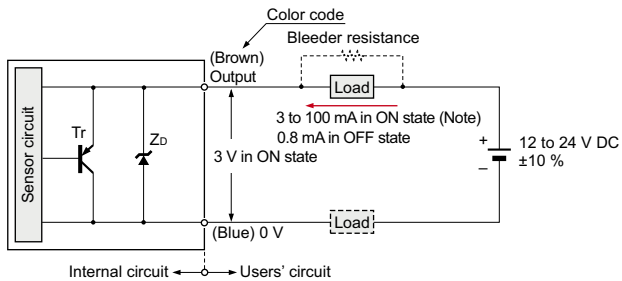 Color code
Bleeder resistance
(Brown)
Output
Load
3 to 100 mA in ON state (Note)
0.8 mA in OFF state
Sensor circuit
Tr
ZD
3 V in ON state
+
12 to 24 V DC
±10 %
–
(Blue) 0 V
Load
Internal circuit
Users' circuit